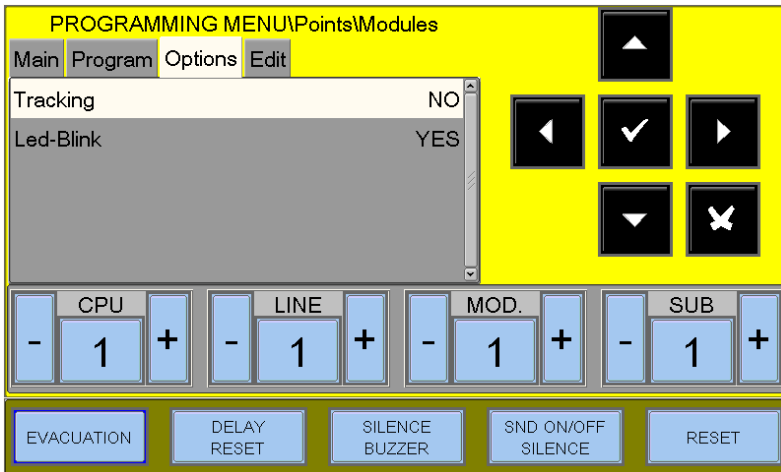 PROGRAMMING MENU\Points\Modules
Main Program Options Edit
Tracking NO
Led-Blink YES
CPU LINE MOD. SUB
- 1 + - 1 + - 1 + - 1 +
EVACUATION
DELAY
RESET
SILENCE
BUZZER
SND ON/OFF
SILENCE
RESET